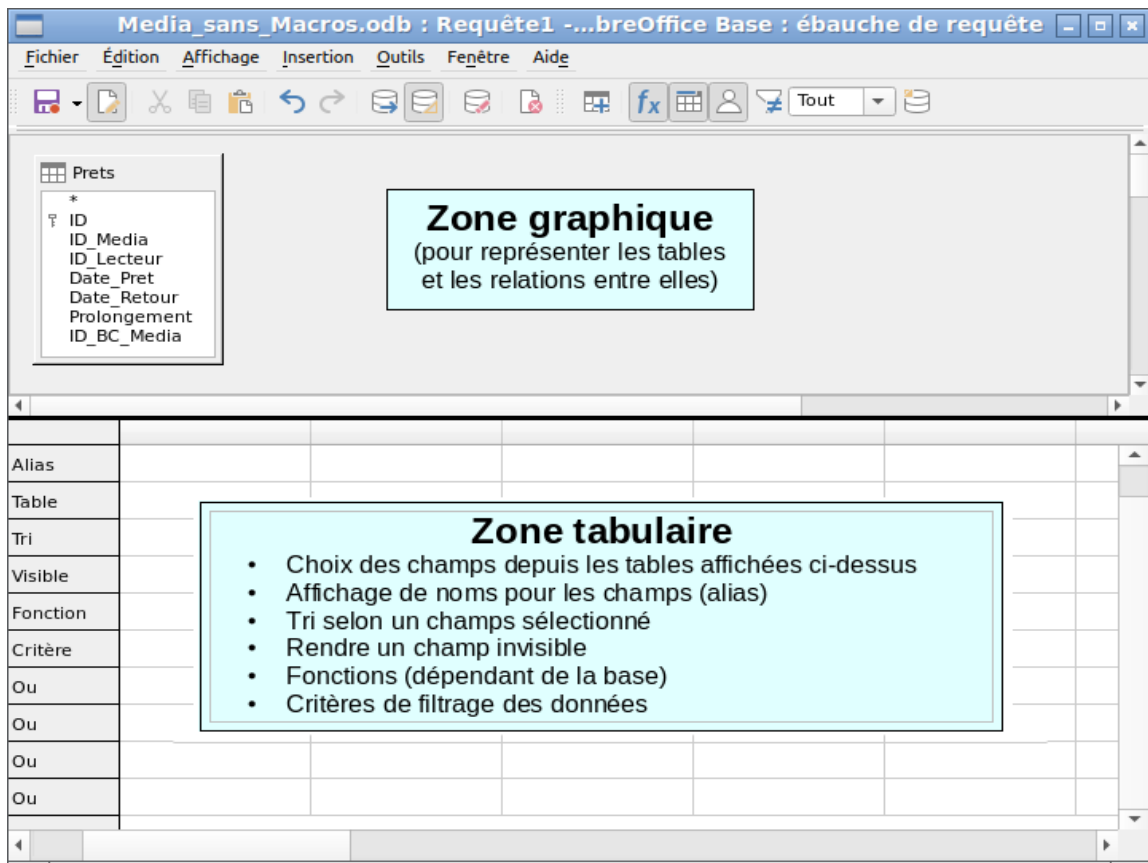 Media_sans_Macros.odb : Requête1 -...breOffice Base : ébauche de requête
Fichier Édition Affichage Insertion Outils Fenêtre Aide
fx Tout
Prets
*
ID
ID_Media
ID_Lecteur
Date_Pret
Date_Retour
Prolongement
ID_BC_Media
Zone graphique
(pour représenter les tables
et les relations entre elles)
Alias
Table
Tri
Visible
Fonction
Critère
Ou
Ou
Ou
Ou
Zone tabulaire
• Choix des champs depuis les tables affichées ci-dessus
• Affichage de noms pour les champs (alias)
• Tri selon un champs sélectionné
• Rendre un champ invisible
• Fonctions (dépendant de la base)
• Critères de filtrage des données